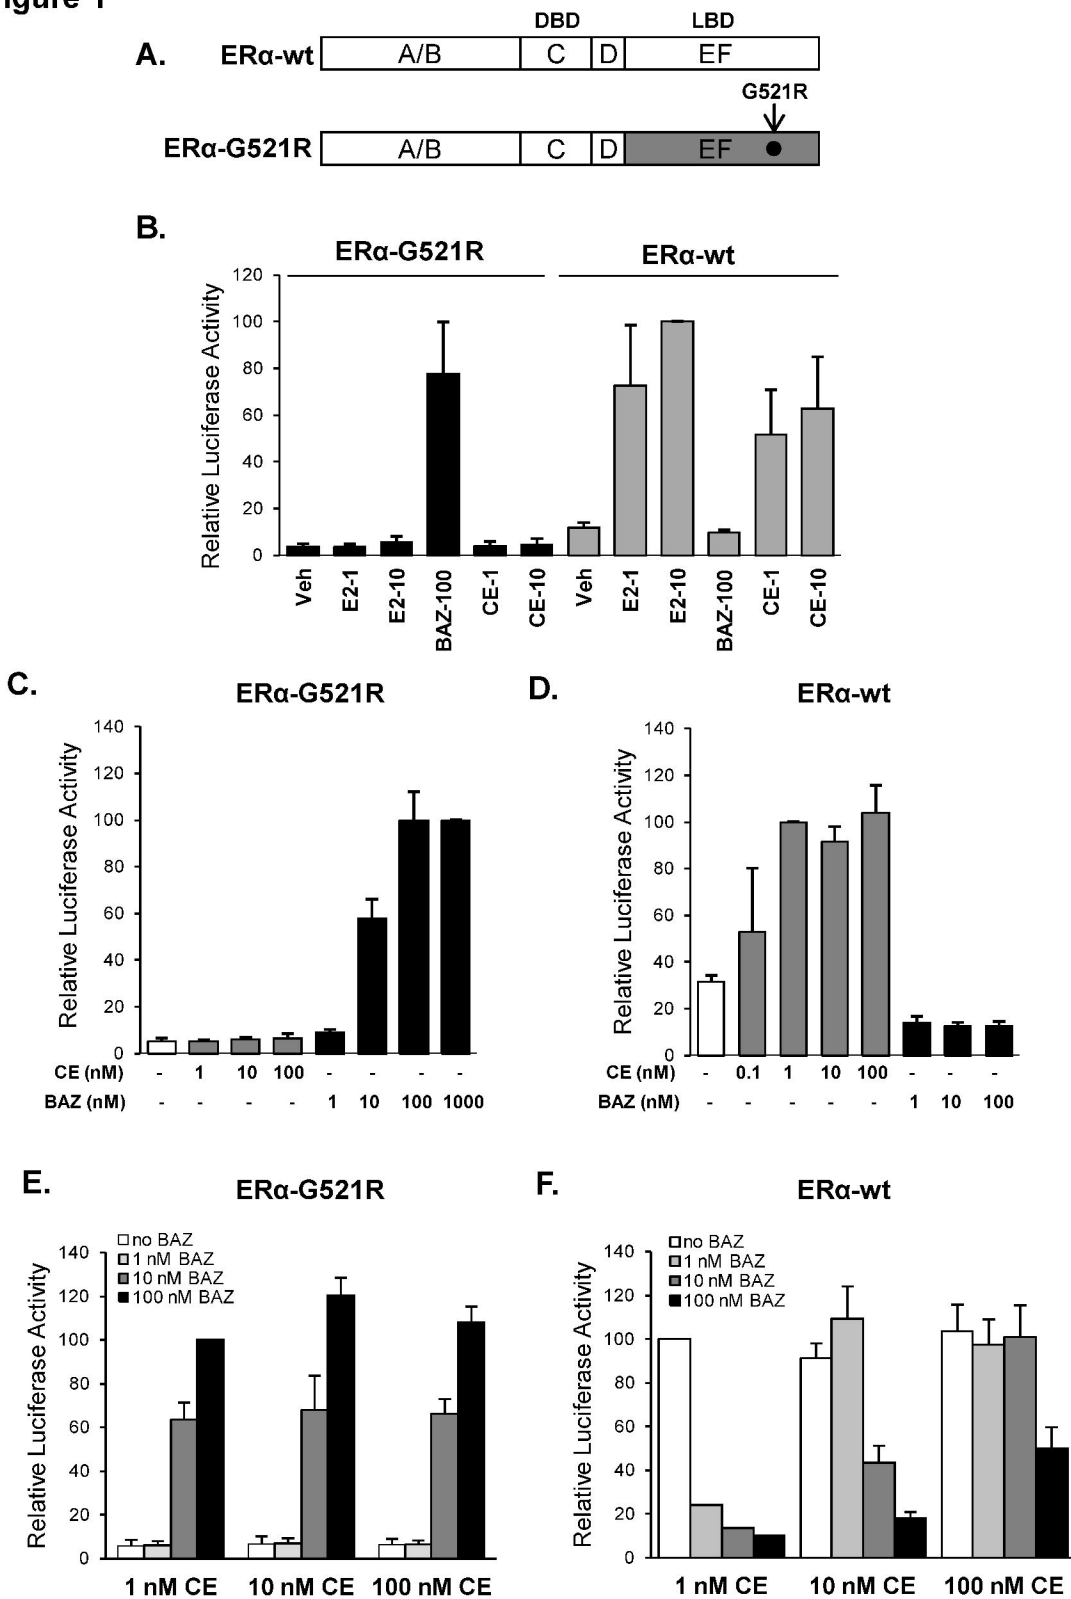 Figure 1
DBD LBD
A. ERα-wt A/B C D EF
G521R
ERα-G521R A/B C D EF
B.
ERα-G521R ERα-wt
Relative Luciferase Activity
120
100
80
60
40
20
0
Veh E2-1 E2-10 BAZ-100 CE-1 CE-10 Veh E2-1 E2-10 BAZ-100 CE-1 CE-10
C. ERα-G521R
Relative Luciferase Activity
140
120
100
80
60
40
20
0
CE (nM) - 1 10 100 - - - -
BAZ (nM) - - - - 1 10 100 1000
D. ERα-wt
Relative Luciferase Activity
140
120
100
80
60
40
20
0
CE (nM) - 0.1 1 10 100 - - -
BAZ (nM) - - - - - 1 10 100
E. ERα-G521R
no BAZ
1 nM BAZ
10 nM BAZ
100 nM BAZ
Relative Luciferase Activity
140
120
100
80
60
40
20
0
1 nM CE 10 nM CE 100 nM CE
F. ERα-wt
no BAZ
1 nM BAZ
10 nM BAZ
100 nM BAZ
Relative Luciferase Activity
140
120
100
80
60
40
20
0
1 nM CE 10 nM CE 100 nM CE